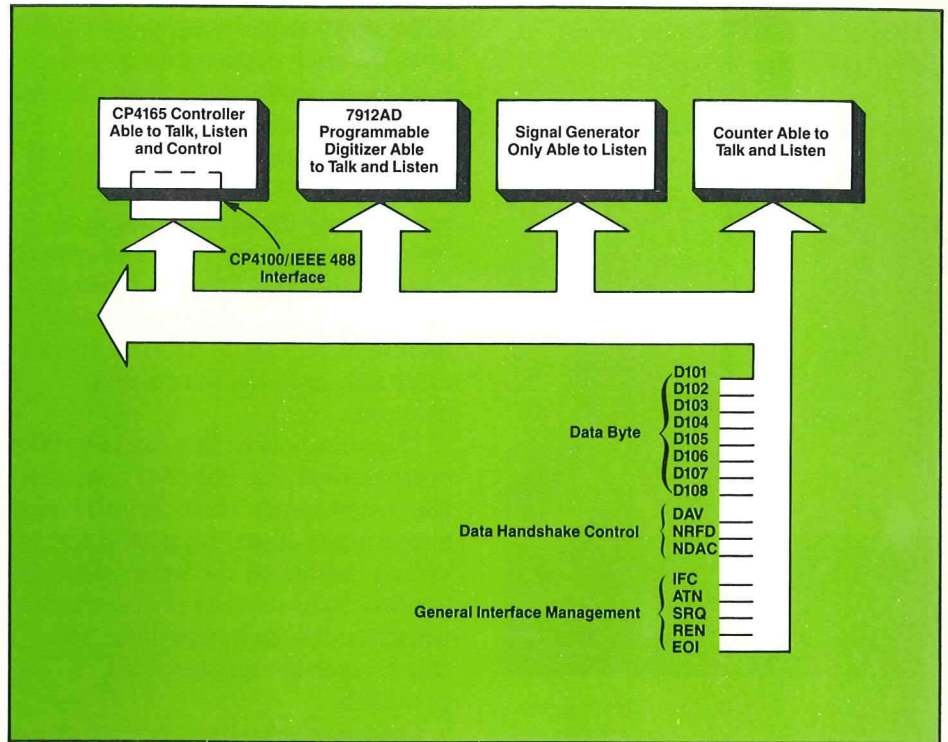 CP4165 Controller
Able to Talk, Listen
and Control
7912AD
Programmable
Digitizer Able
to Talk and Listen
Signal Generator
Only Able to Listen
Counter Able to
Talk and Listen
CP4100/IEEE 488
Interface
Data Byte
D101
D102
D103
D104
D105
D106
D107
D108
Data Handshake Control
DAV
NRFD
NDAC
General Interface Management
IFC
ATN
SRQ
REN
EOI